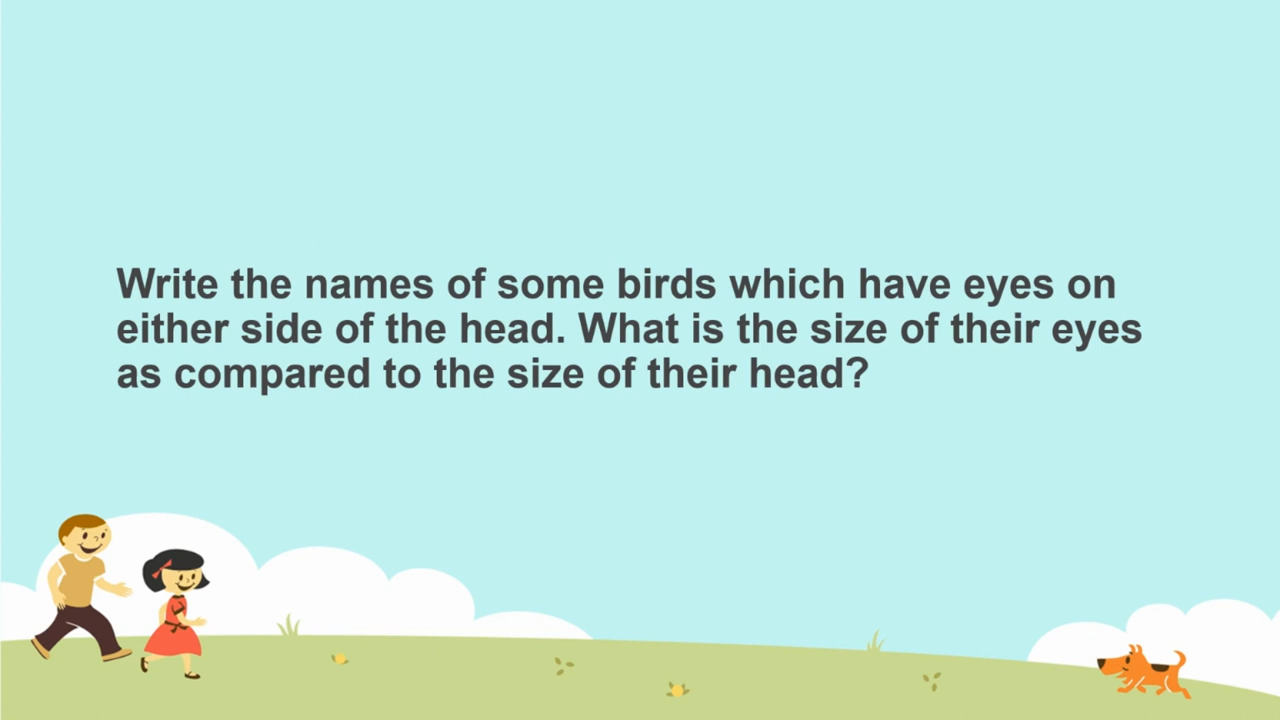 Write the names of some birds which have eyes on
either side of the head. What is the size of their eyes
as compared to the size of their head?